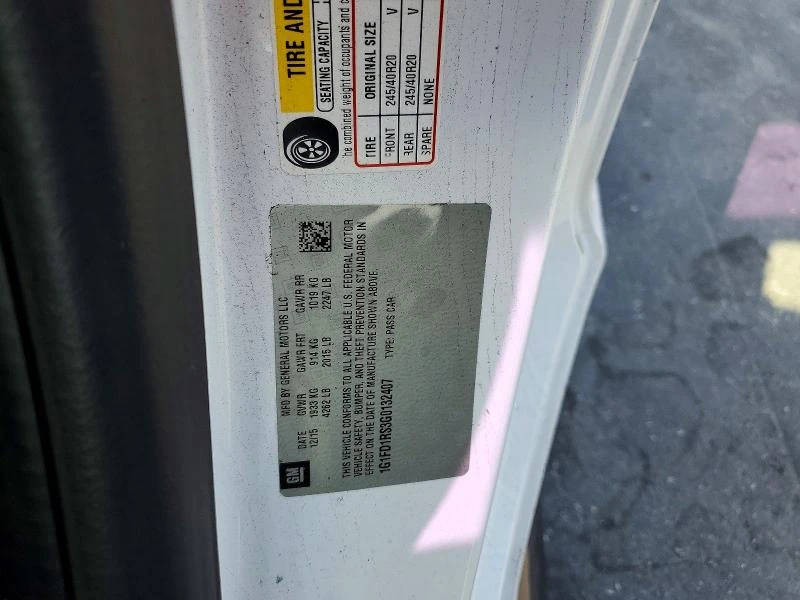 TIRE AND
SEATING CAPACITY
he combined weight of occupants and c
TIRE ORIGINAL SIZE
FRONT 245/40R20 V
REAR 245/40R20 V
SPARE NONE
GM
MFD BY GENERAL MOTORS LLC
DATE GVWR GAWR FRT GAWR RR
12/15 1933 KG 914 KG 1019 KG
4262 LB 2015 LB 2247 LB
THIS VEHICLE CONFORMS TO ALL APPLICABLE U.S. FEDERAL MOTOR
VEHICLE SAFETY, BUMPER, AND THEFT PREVENTION STANDARDS IN
EFFECT ON THE DATE OF MANUFACTURE SHOWN ABOVE.
1G1FD1RS3G0132407 TYPE: PASS CAR